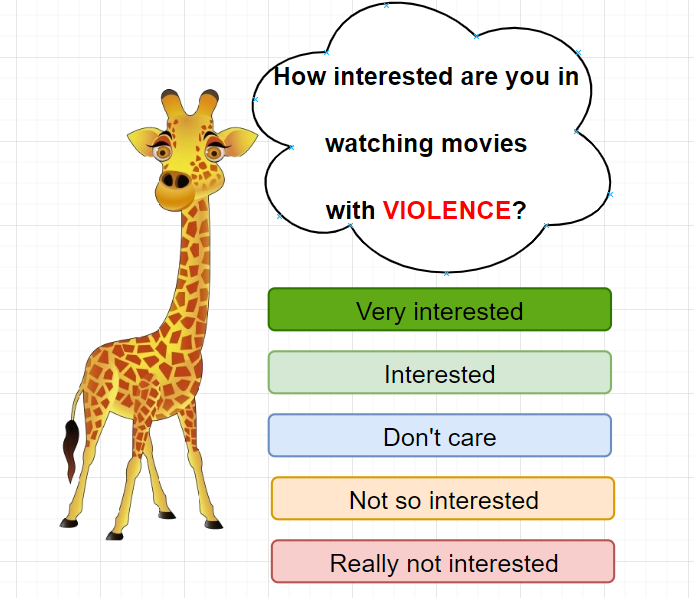 How interested are you in
watching movies
with VIOLENCE?
Very interested
Interested
Don't care
Not so interested
Really not interested